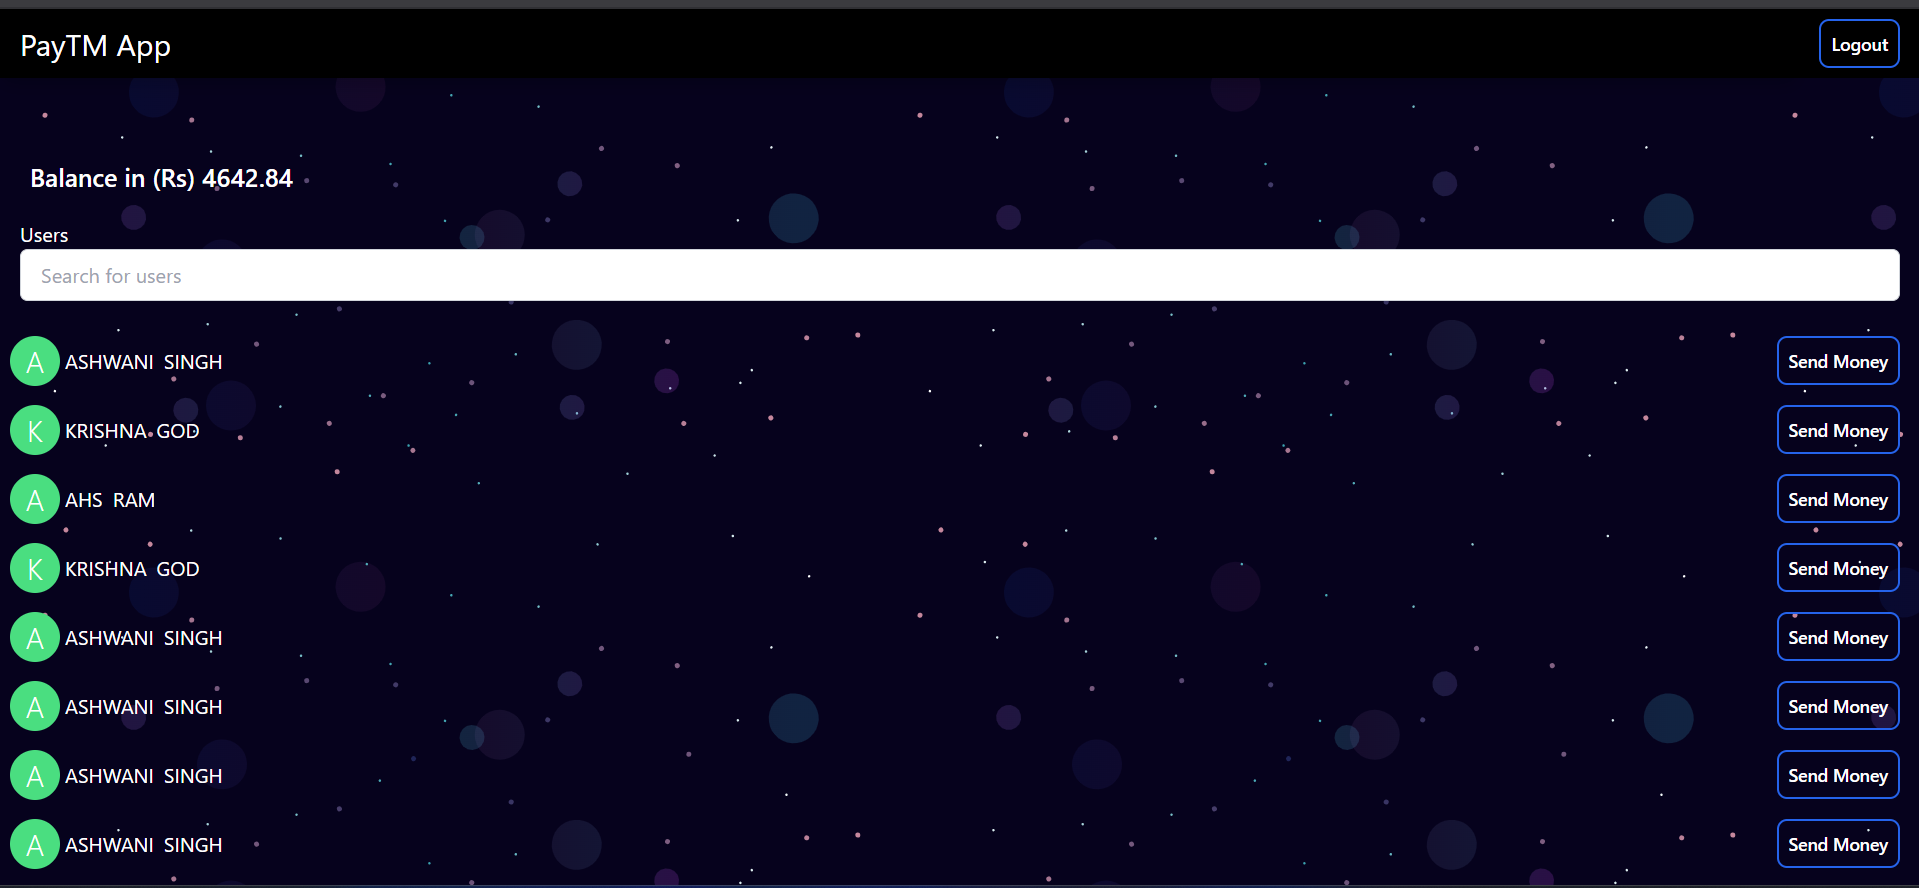 PayTM App
Logout
Balance in (Rs) 4642.84
Users
Search for users
A ASHWANI SINGH Send Money
K KRISHNA GOD Send Money
A AHS RAM Send Money
K KRISHNA GOD Send Money
A ASHWANI SINGH Send Money
A ASHWANI SINGH Send Money
A ASHWANI SINGH Send Money
A ASHWANI SINGH Send Money